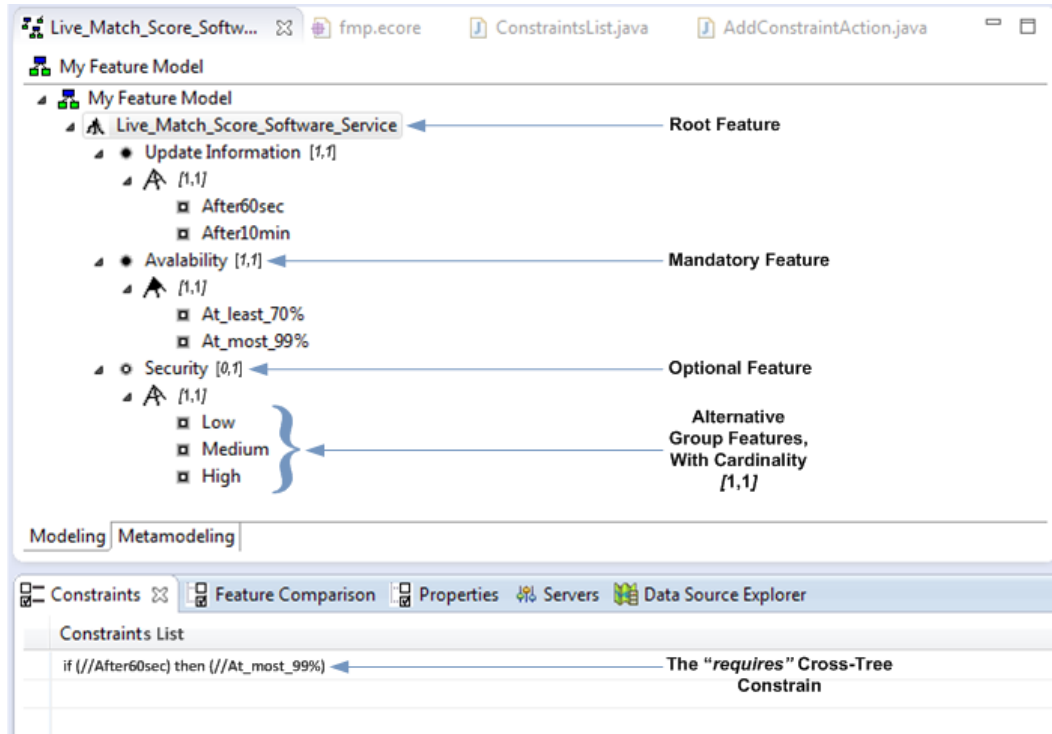 Live_Match_Score_Softw... fmp.ecore ConstraintsList.java AddConstraintAction.java
My Feature Model
My Feature Model
Live_Match_Score_Software_Service Root Feature
Update Information [1,1]
[1,1]
After60sec
After10min
Avalability [1,1] Mandatory Feature
[1,1]
At_least_70%
At_most_99%
Security [0,1] Optional Feature
[1,1]
Low
Medium
High
Alternative
Group Features,
With Cardinality
[1,1]
Modeling Metamodeling
Constraints Feature Comparison Properties Servers Data Source Explorer
Constraints List
if (//After60sec) then (//At_most_99%) The “requires” Cross-Tree
Constrain